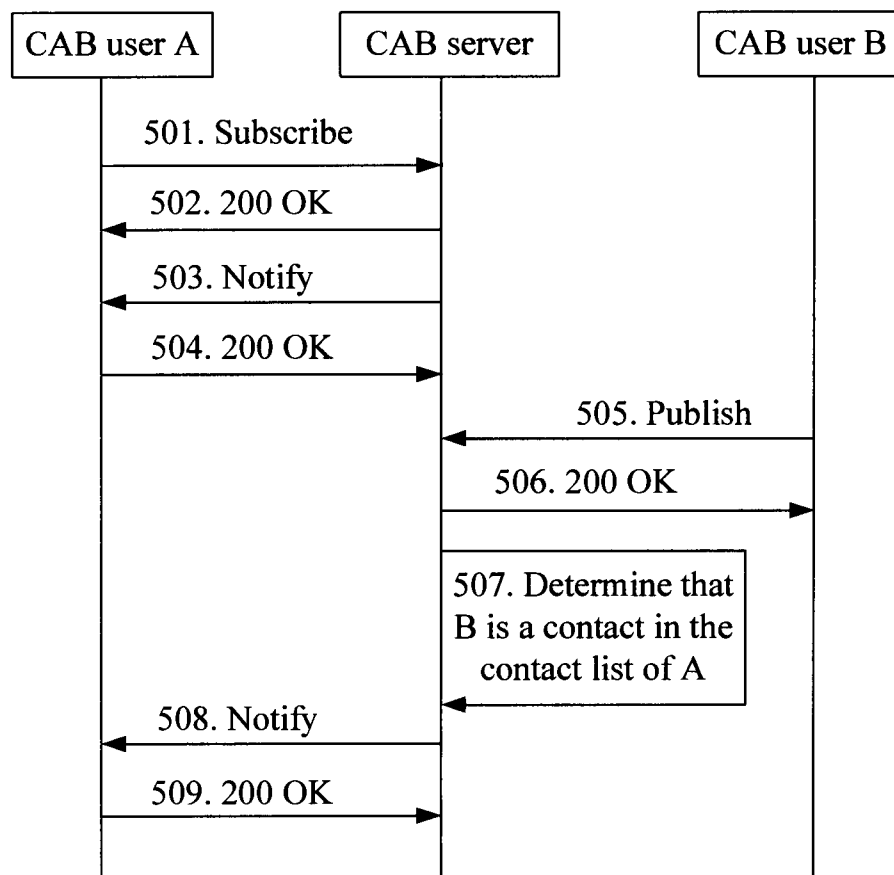 CAB user A
CAB server
CAB user B
501. Subscribe
502. 200 OK
503. Notify
504. 200 OK
505. Publish
506. 200 OK
507. Determine that
B is a contact in the
contact list of A
508. Notify
509. 200 OK